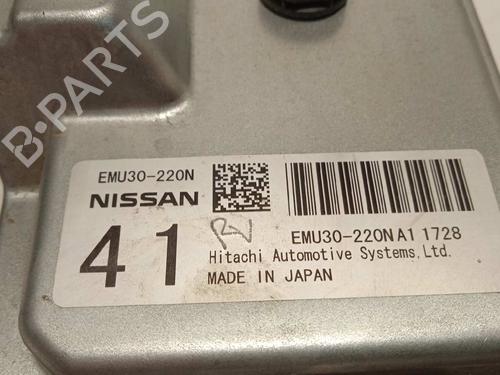 B-PARTS
EMU30-220N
NISSAN
41
EMU30-220NA1 1728
Hitachi Automotive Systems,Ltd.
MADE IN JAPAN